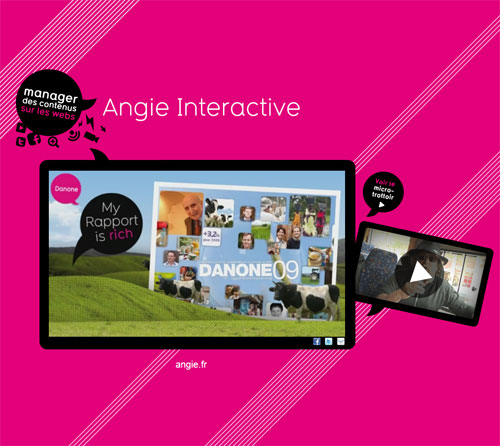 manager
des contenus
sur les webs
Angie Interactive
Danone
My
Rapport
is rich
+3,2%
DANONE09
Voir le
micro-
trottoir
angie.fr